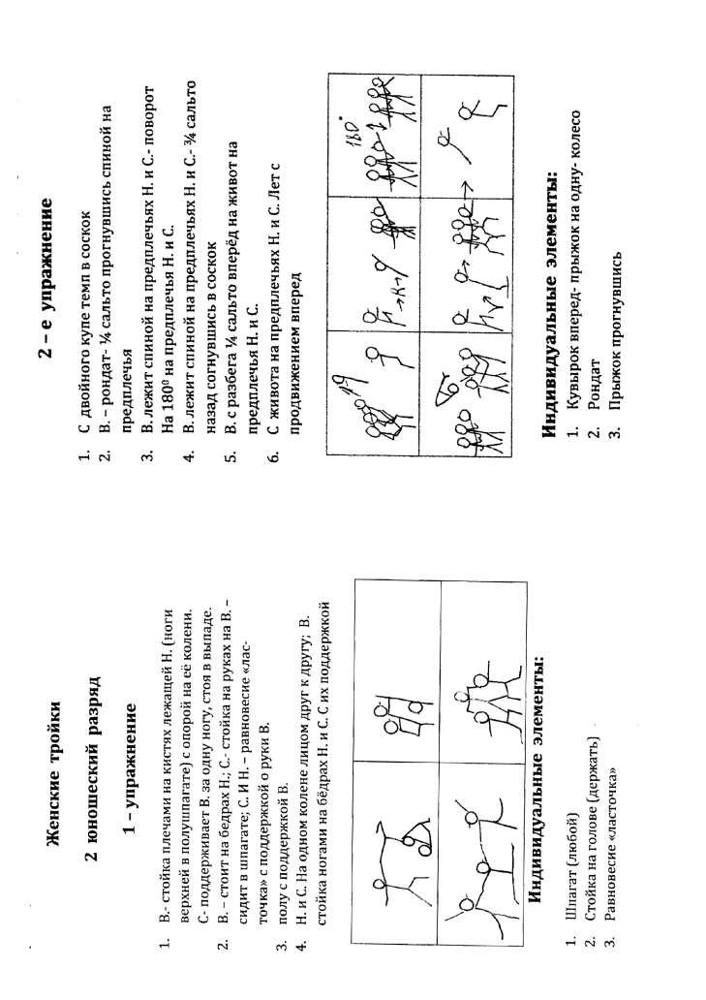 Женские тройки
2 юношеский разряд
1 – упражнение
1. В.- стойка плечами на кистях лежащей Н. (ноги
верхней в полушпагате) с опорой на её колени.
С- поддерживает В. за одну ногу, стоя в выпаде.
2. В. – стоит на бедрах Н.; С.- стойка на руках на В. –
сидит в шпагате; С. И Н. – равновесие «лас-
точка» с поддержкой о руки В.
3. полу с поддержкой В.
4. Н. и С. На одном колене лицом друг к другу; В.
стойка ногами на бёдрах Н. и С. С их поддержкой
Индивидуальные элементы:
1. Шпагат (любой)
2. Стойка на голове (держать)
3. Равновесие «ласточка»
2 – е упражнение
1. С двойного купе темп в соскок
2. В. – рондат- ¼ сальто прогнувшись спиной на
предплечья
3. В. лежит спиной на предплечьях Н. и С.- поворот
На 180⁰ на предплечья Н. и С.
4. В. лежит спиной на предплечьях Н. и С.- ¾ сальто
назад согнувшись в соскок
5. В. с разбега ¼ сальто вперёд на живот на
предплечья Н. и С.
6. С живота на предплечьях Н. и С. Лет с
продвижением вперед
180°
Индивидуальные элементы:
1. Кувырок вперед- прыжок на одну- колесо
2. Рондат
3. Прыжок прогнувшись